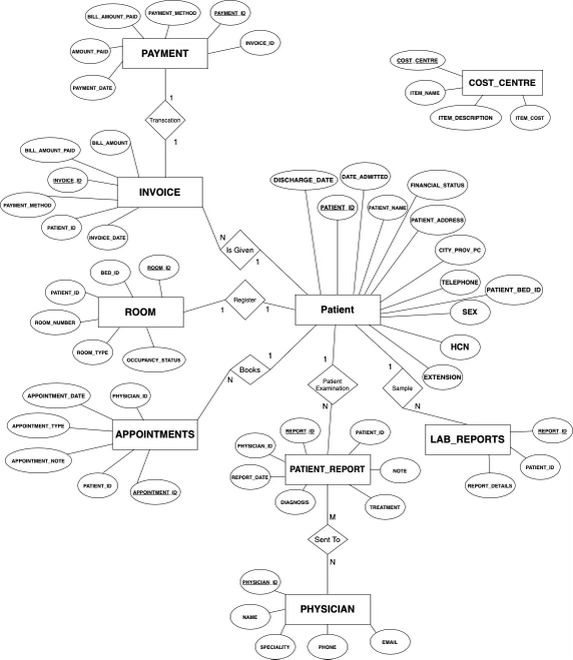 BILL_AMOUNT_PAID
PAYMENT_METHOD
PAYMENT_ID
AMOUNT_PAID
PAYMENT
INVOICE_ID
PAYMENT_DATE
1
Transcation
1
COST_CENTRE
ITEM_NAME
COST_CENTRE
ITEM_DESCRIPTION
ITEM_COST
BILL_AMOUNT_PAID
BILL_AMOUNT
INVOICE_ID
INVOICE
PAYMENT_METHOD
PATIENT_ID
INVOICE_DATE
N
Is Given
1
DISCHARGE_DATE
DATE_ADMITTED
FINANCIAL_STATUS
PATIENT_ID
PATIENT_NAME
PATIENT_ADDRESS
CITY_PROV_PC
TELEPHONE
PATIENT_BED_ID
SEX
HCN
EXTENSION
Patient
BED_ID
ROOM_ID
PATIENT_ID
ROOM_NUMBER
ROOM
ROOM_TYPE
OCCUPANCY_STATUS
1
Register
1
1
Books
N
APPOINTMENT_DATE
PHYSICIAN_ID
APPOINTMENT_TYPE
APPOINTMENTS
APPOINTMENT_NOTE
PATIENT_ID
APPOINTMENT_ID
1
Patient
Examination
N
1
Sample
N
REPORT_ID
PATIENT_ID
PHYSICIAN_ID
PATIENT_REPORT
NOTE
REPORT_DATE
DIAGNOSIS
TREATMENT
LAB_REPORTS
REPORT_ID
PATIENT_ID
REPORT_DETAILS
M
Sent To
N
PHYSICIAN_ID
PHYSICIAN
NAME
SPECIALITY
PHONE
EMAIL